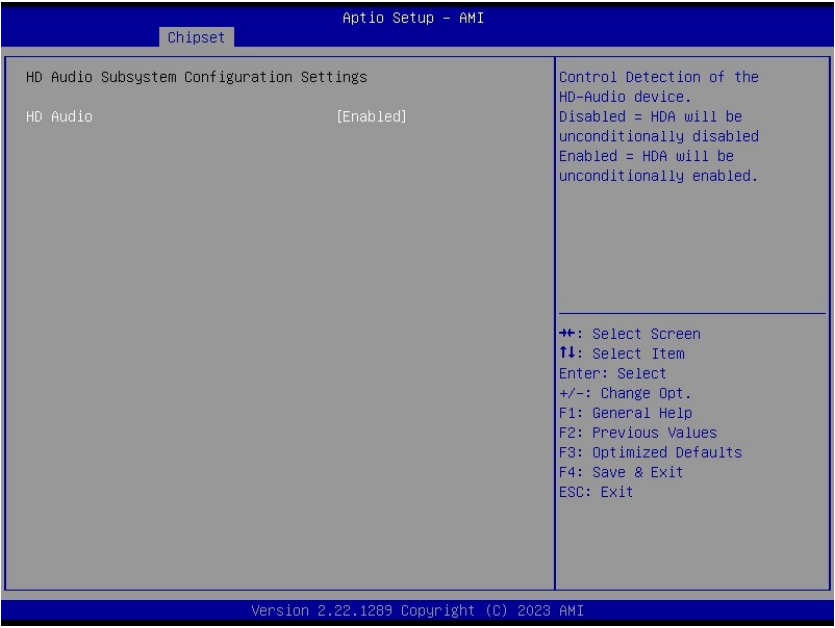 Aptio Setup – AMI
Chipset
HD Audio Subsystem Configuration Settings
HD Audio [Enabled]
Control Detection of the
HD-Audio device.
Disabled = HDA will be
unconditionally disabled
Enabled = HDA will be
unconditionally enabled.
→←: Select Screen
↑↓: Select Item
Enter: Select
+/-: Change Opt.
F1: General Help
F2: Previous Values
F3: Optimized Defaults
F4: Save & Exit
ESC: Exit
Version 2.22.1289 Copyright (C) 2023 AMI